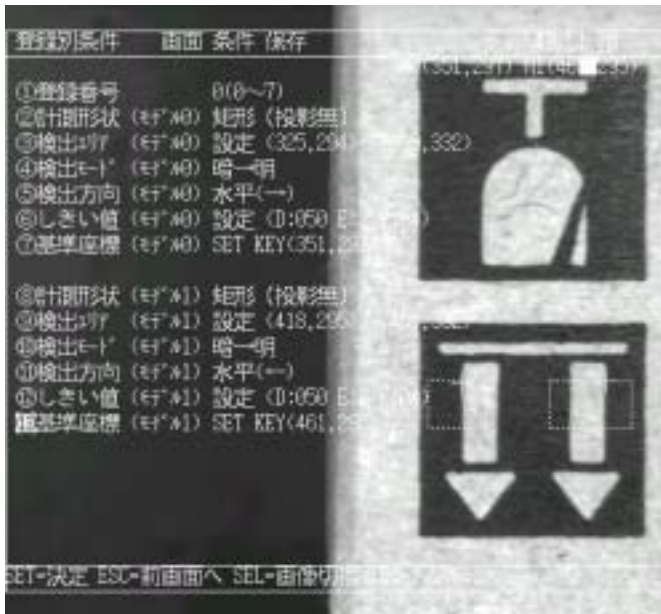 登録別条件 画面 条件 保存
①登録番号 0(0～7)
②計測形状 (ﾓﾃﾞﾙ0) 矩形 (投影無)
③検出ｴﾘｱ (ﾓﾃﾞﾙ0) 設定 (325,294) ,332)
④検出ﾓｰﾄﾞ (ﾓﾃﾞﾙ0) 暗→明
⑤検出方向 (ﾓﾃﾞﾙ0) 水平(→)
⑥しきい値 (ﾓﾃﾞﾙ0) 設定 (D:050 E
⑦基準座標 (ﾓﾃﾞﾙ0) SET KEY(351,
⑧計測形状 (ﾓﾃﾞﾙ1) 矩形 (投影無)
⑨検出ｴﾘｱ (ﾓﾃﾞﾙ1) 設定 (418,295)
⑩検出ﾓｰﾄﾞ (ﾓﾃﾞﾙ1) 暗→明
⑪検出方向 (ﾓﾃﾞﾙ1) 水平(←)
⑫しきい値 (ﾓﾃﾞﾙ1) 設定 (D:050 E
⑬基準座標 (ﾓﾃﾞﾙ1) SET KEY(461,
SET=決定 ESC=前画面へ SEL=画像切替